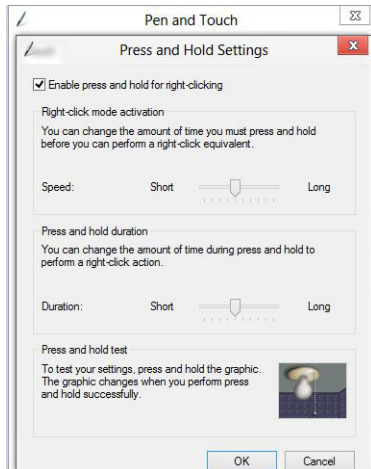 Pen and Touch
Press and Hold Settings
Enable press and hold for right-clicking
Right-click mode activation
You can change the amount of time you must press and hold
before you can perform a right-click equivalent.
Speed: Short Long
Press and hold duration
You can change the amount of time during press and hold to
perform a right-click action.
Duration: Short Long
Press and hold test
To test your settings, press and hold the graphic.
The graphic changes when you perform press
and hold successfully.
OK Cancel